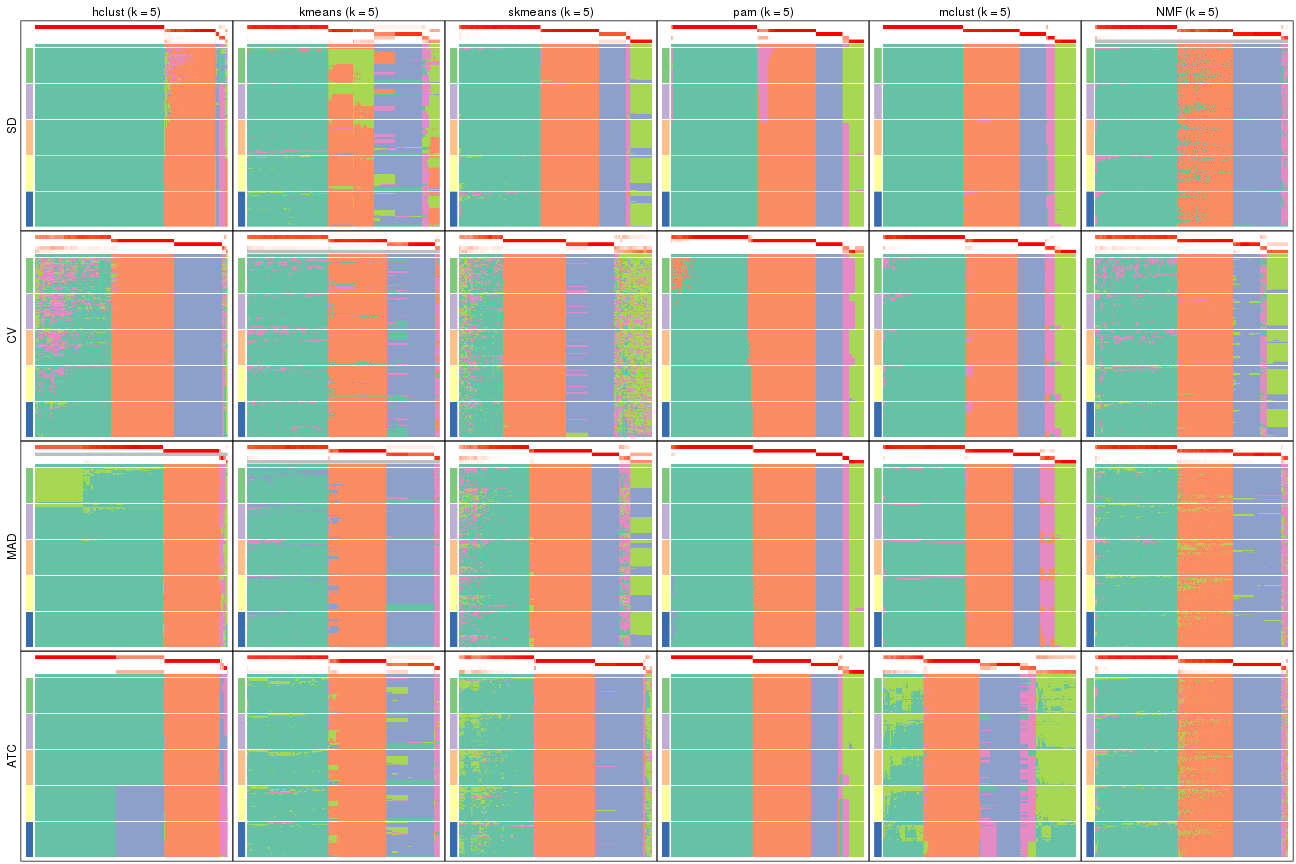 hclust (k = 5)
kmeans (k = 5)
skmeans (k = 5)
pam (k = 5)
mclust (k = 5)
NMF (k = 5)
SD
CV
MAD
ATC